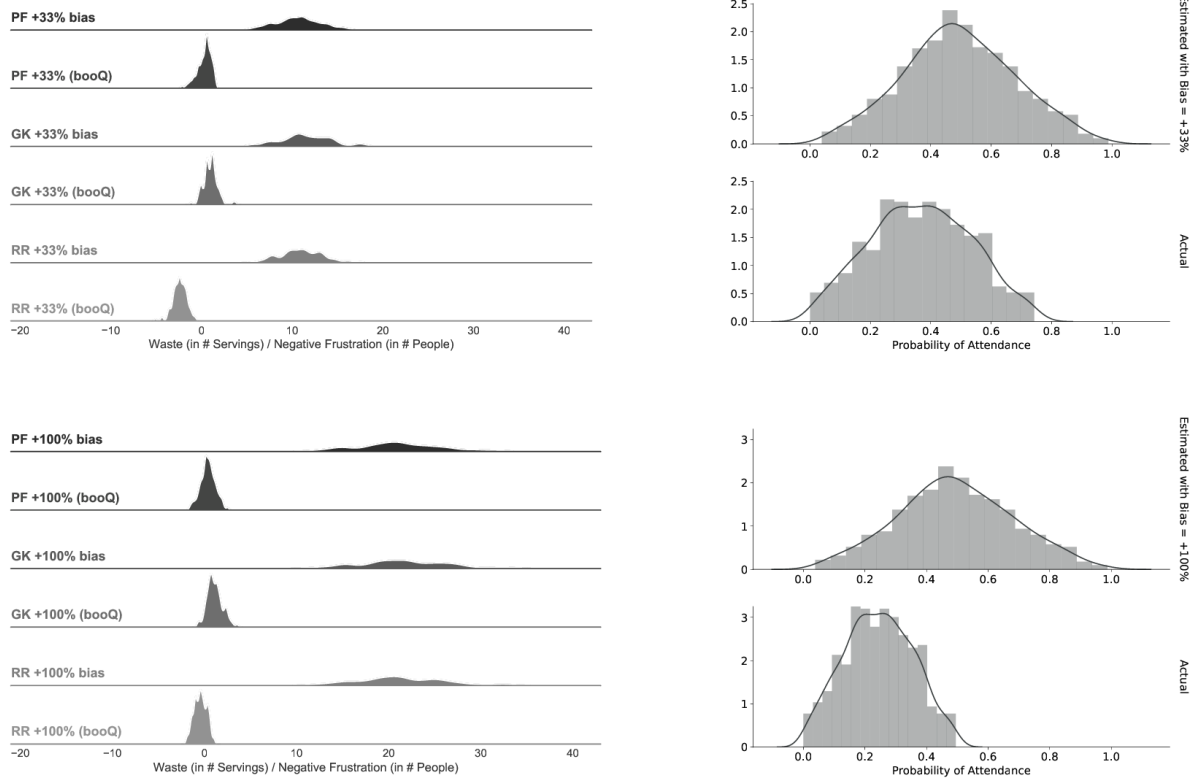 PF +33% bias
PF +33% (booQ)
GK +33% bias
GK +33% (booQ)
RR +33% bias
RR +33% (booQ)
−20 −10 0 10 20 30 40
Waste (in # Servings) / Negative Frustration (in # People)
2.5
2.0
1.5
1.0
0.5
0.0
0.0 0.2 0.4 0.6 0.8 1.0
Estimated with Bias = +33%
2.5
2.0
1.5
1.0
0.5
0.0
0.0 0.2 0.4 0.6 0.8 1.0
Probability of Attendance
Actual
PF +100% bias
PF +100% (booQ)
GK +100% bias
GK +100% (booQ)
RR +100% bias
RR +100% (booQ)
−20 −10 0 10 20 30 40
Waste (in # Servings) / Negative Frustration (in # People)
3
2
1
0
0.0 0.2 0.4 0.6 0.8 1.0
Estimated with Bias = +100%
3
2
1
0
0.0 0.2 0.4 0.6 0.8 1.0
Probability of Attendance
Actual